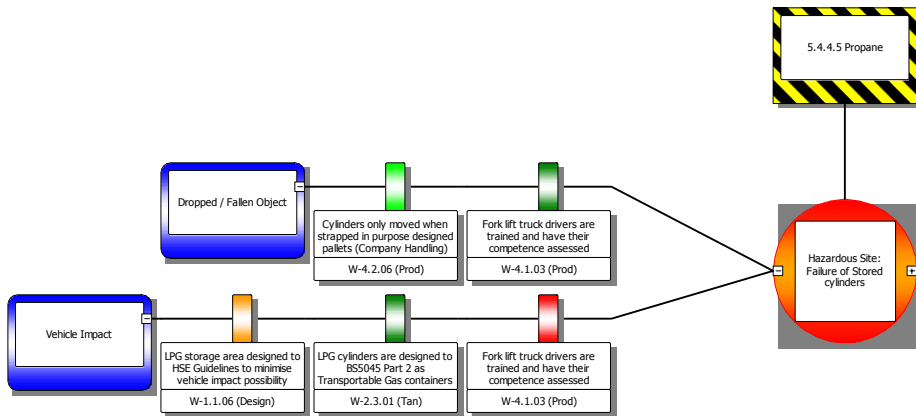 5.4.4.5 Propane
Dropped / Fallen Object
Cylinders only moved when
strapped in purpose designed
pallets (Company Handling)
W-4.2.06 (Prod)
Fork lift truck drivers
are trained and have their
competence assessed
W-4.1.03 (Prod)
Hazardous Site:
Failure of Stored
cylinders
Vehicle Impact
LPG storage area designed to
HSE Guidelines to minimise
vehicle impact possibility
W-1.1.06 (Design)
LPG cylinders are designed to
BS5045 Part 2 as
Transportable Gas containers
W-2.3.01 (Tan)
Fork lift truck drivers
are trained and have their
competence assessed
W-4.1.03 (Prod)